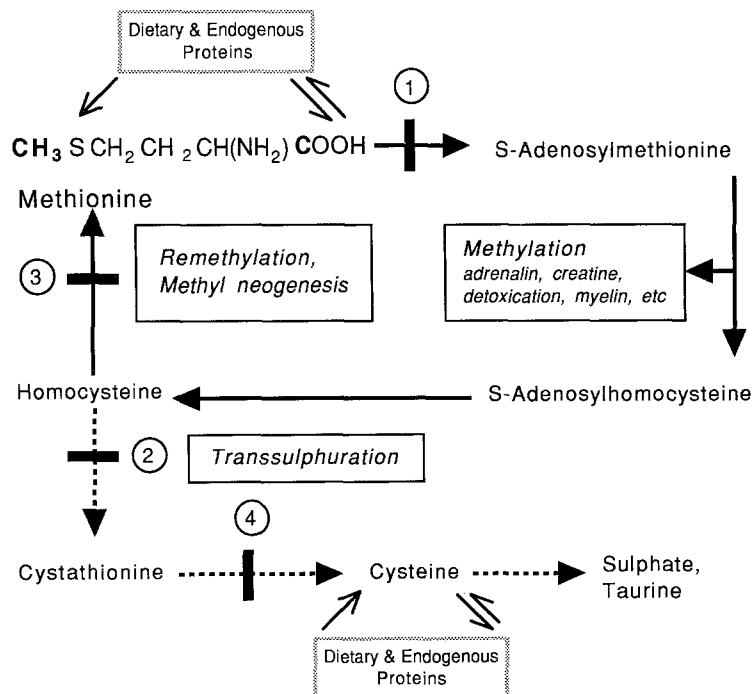 Dietary & Endogenous
Proteins
1
CH3 S CH2 CH2 CH(NH2) COOH
S-Adenosylmethionine
Methionine
3
Remethylation,
Methyl neogenesis
Methylation
adrenalin, creatine,
detoxication, myelin, etc
Homocysteine
S-Adenosylhomocysteine
2
Transsulphuration
4
Cystathionine
Cysteine
Sulphate,
Taurine
Dietary & Endogenous
Proteins